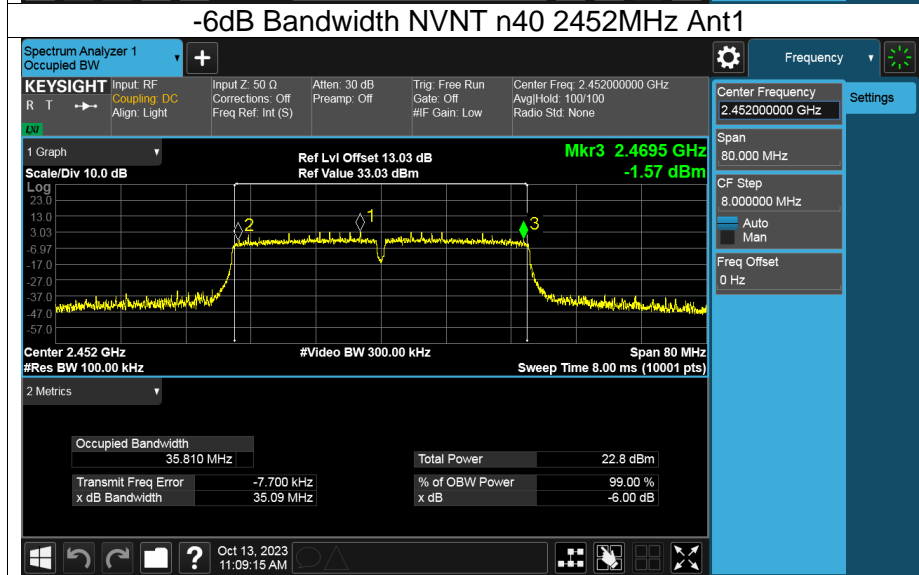 -6dB Bandwidth NVNT n40 2452MHz Ant1
Spectrum Analyzer 1
Occupied BW
+
Frequency
KEYSIGHT
R T
LXI
Input: RF
Coupling: DC
Align: Light
Input Z: 50 Ω
Corrections: Off
Freq Ref: Int (S)
Atten: 30 dB
Preamp: Off
Trig: Free Run
Gate: Off
#IF Gain: Low
Center Freq: 2.452000000 GHz
Avg|Hold: 100/100
Radio Std: None
Center Frequency
2.452000000 GHz
Settings
Span
80.000 MHz
CF Step
8.000000 MHz
Auto
Man
Freq Offset
0 Hz
1 Graph
Ref Lvl Offset 13.03 dB
Mkr3 2.4695 GHz
Scale/Div 10.0 dB
Ref Value 33.03 dBm
-1.57 dBm
Log
23.0
13.0
3.03
-6.97
-17.0
-27.0
-37.0
-47.0
-57.0
2
1
3
Center 2.452 GHz
#Video BW 300.00 kHz
Span 80 MHz
#Res BW 100.00 kHz
Sweep Time 8.00 ms (10001 pts)
2 Metrics
Occupied Bandwidth
35.810 MHz
Total Power 22.8 dBm
Transmit Freq Error -7.700 kHz
% of OBW Power 99.00 %
x dB Bandwidth 35.09 MHz
x dB -6.00 dB
?
Oct 13, 2023
11:09:15 AM